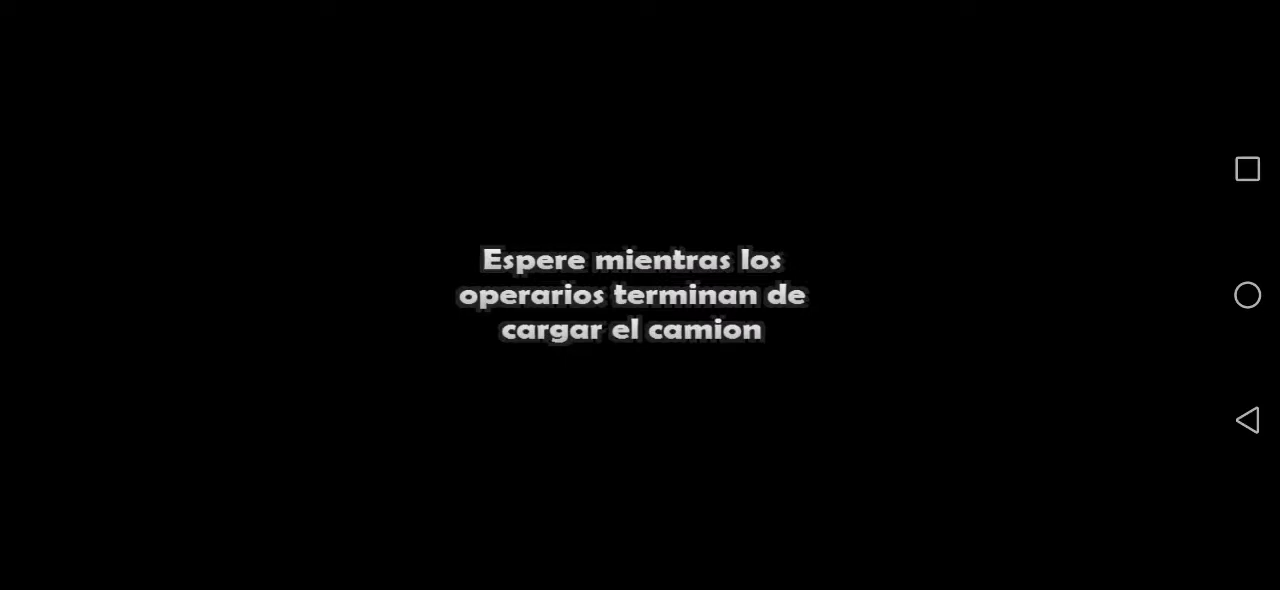 Espere mientras los
operarios terminan de
cargar el camion